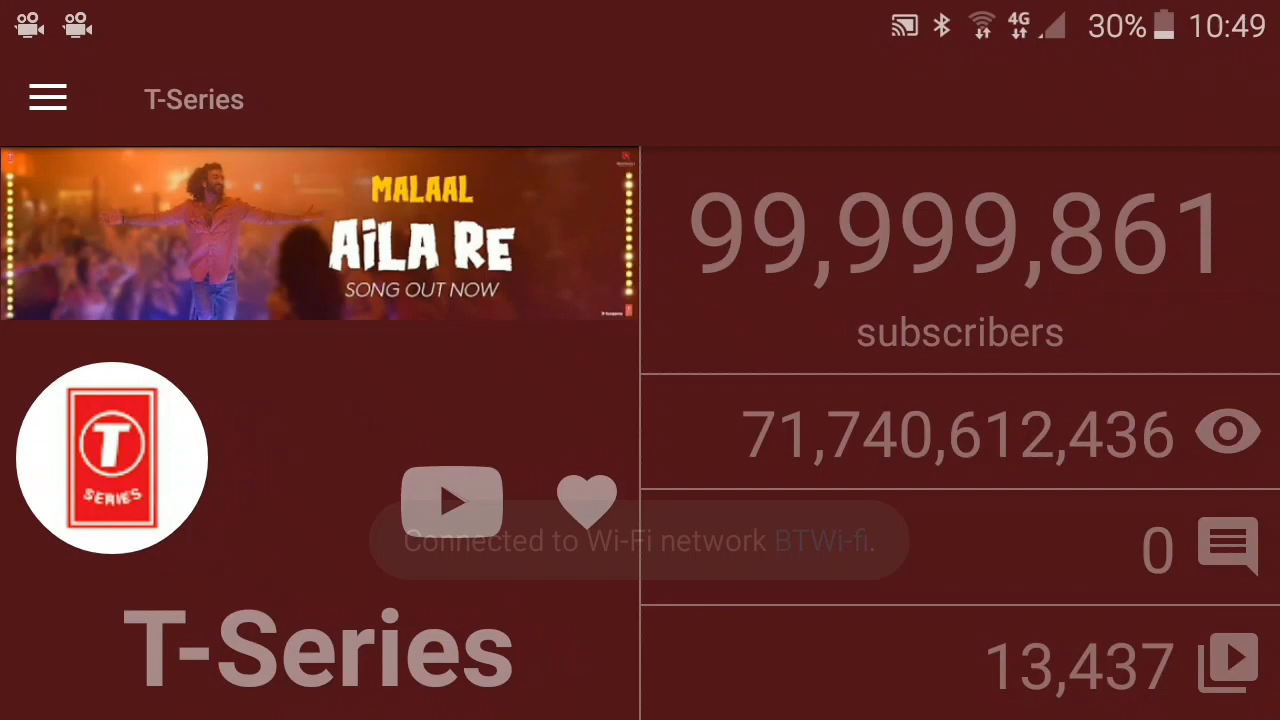 4G 30% 10:49
T-Series
MALAAL
AiLA RE
SONG OUT NOW
99,999,861
subscribers
71,740,612,436
T
SERIES
Connected to Wi-Fi network BTWi-fi.
0
T-Series
13,437